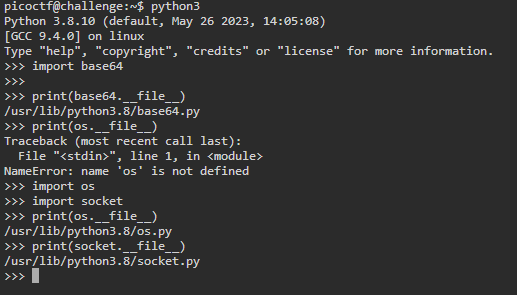 picoctf@challenge:~$ python3
Python 3.8.10 (default, May 26 2023, 14:05:08)
[GCC 9.4.0] on linux
Type "help", "copyright", "credits" or "license" for more information.
>>> import base64
>>>
>>> print(base64.__file__)
/usr/lib/python3.8/base64.py
>>> print(os.__file__)
Traceback (most recent call last):
  File "<stdin>", line 1, in <module>
NameError: name 'os' is not defined
>>> import os
>>> import socket
>>> print(os.__file__)
/usr/lib/python3.8/os.py
>>> print(socket.__file__)
/usr/lib/python3.8/socket.py
>>>